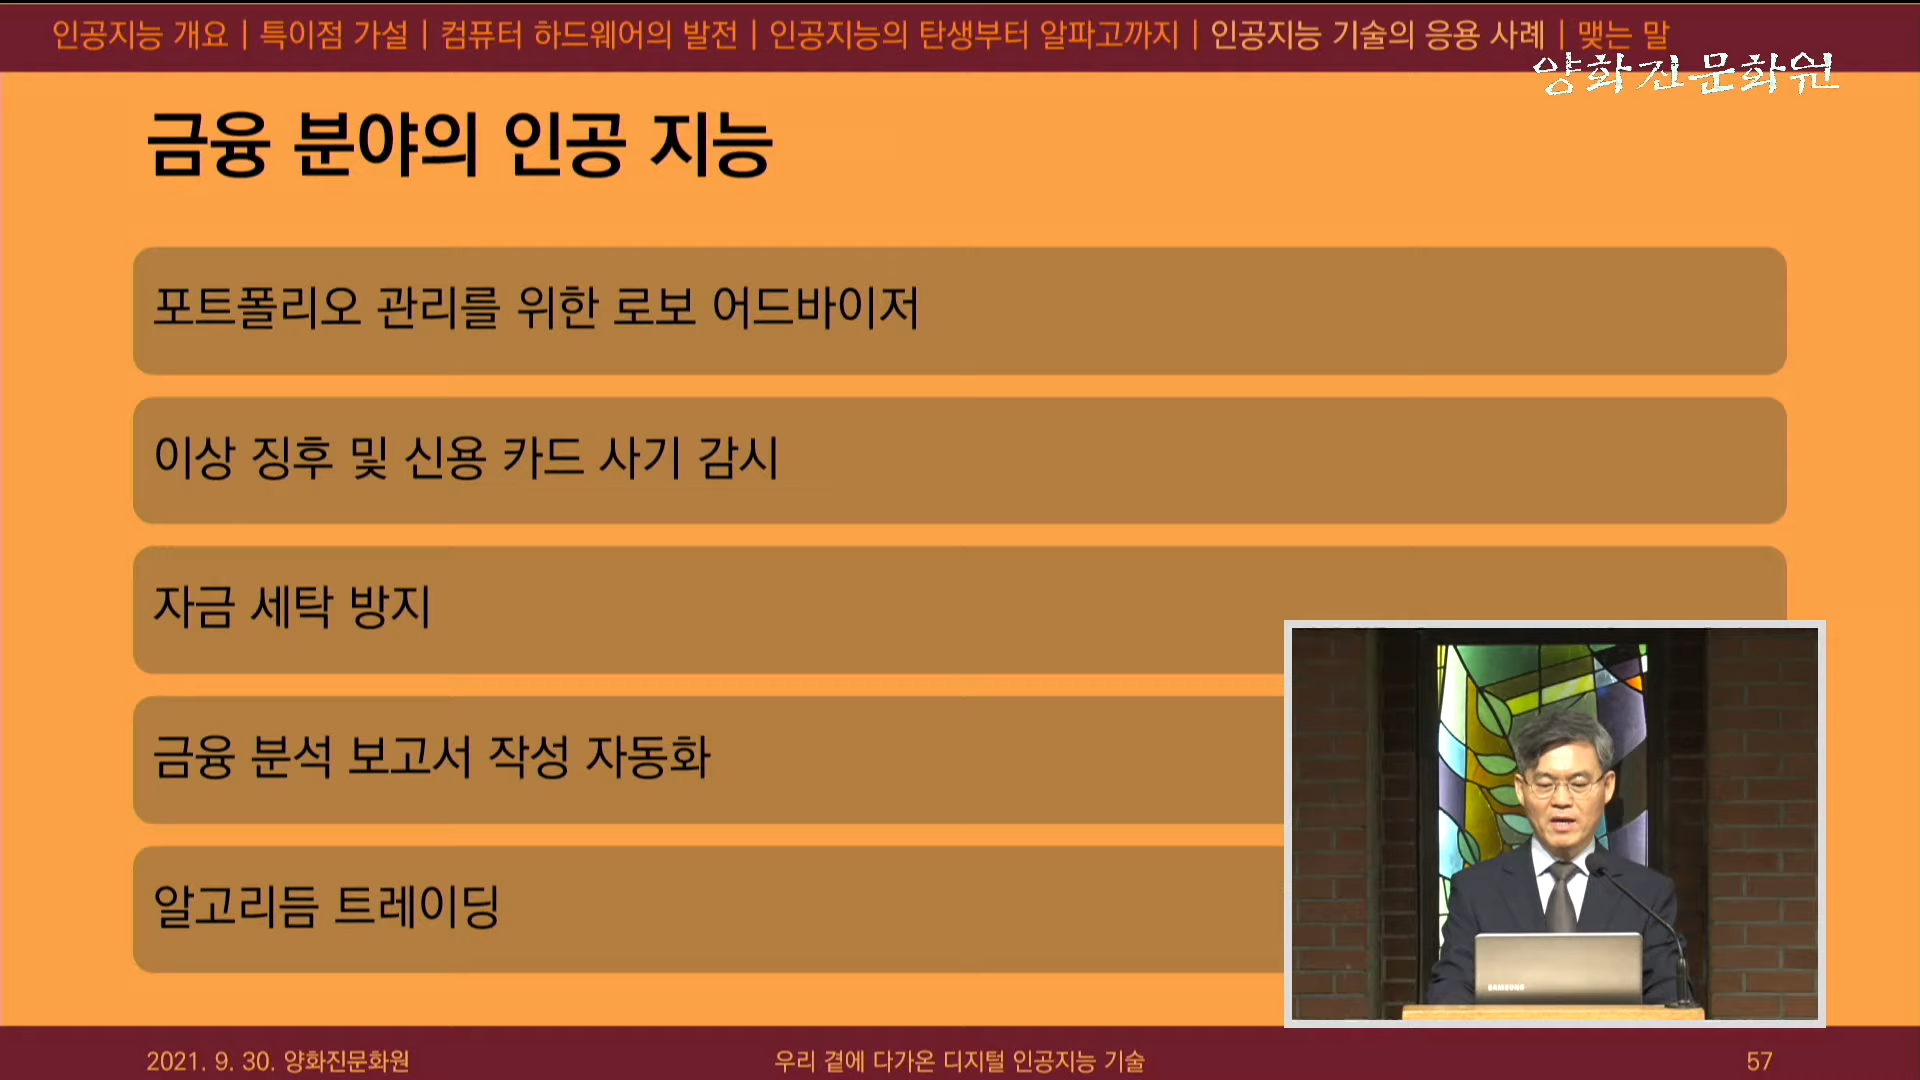 인공지능 개요 | 특이점 가설 | 컴퓨터 하드웨어의 발전 | 인공지능의 탄생부터 알파고까지 | 인공지능 기술의 응용 사례 | 맺는 말
양화진문화원
금융 분야의 인공 지능
포트폴리오 관리를 위한 로보 어드바이저
이상 징후 및 신용 카드 사기 감시
자금 세탁 방지
금융 분석 보고서 작성 자동화
알고리듬 트레이딩
SAMSUNG
2021. 9. 30. 양화진문화원
우리 곁에 다가온 디지털 인공지능 기술
57